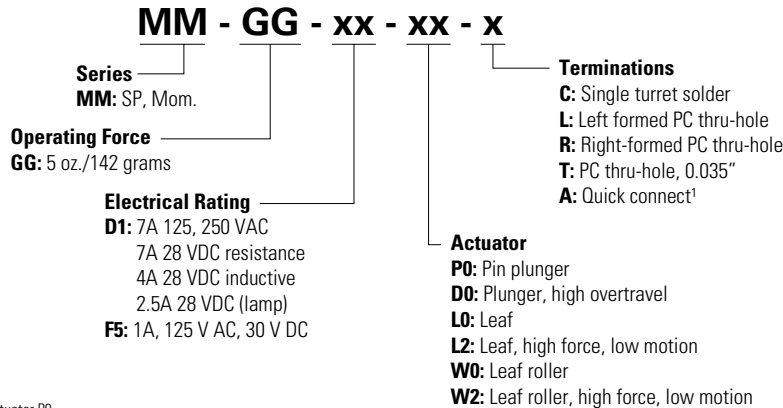 MM - GG - xx - xx - x
Series
MM: SP, Mom.
Operating Force
GG: 5 oz./142 grams
Electrical Rating
D1: 7A 125, 250 VAC
7A 28 VDC resistance
4A 28 VDC inductive
2.5A 28 VDC (lamp)
F5: 1A, 125 V AC, 30 V DC
Terminations
C: Single turret solder
L: Left formed PC thru-hole
R: Right-formed PC thru-hole
T: PC thru-hole, 0.035”
A: Quick connect¹
Actuator
P0: Pin plunger
D0: Plunger, high overtravel
L0: Leaf
L2: Leaf, high force, low motion
W0: Leaf roller
W2: Leaf roller, high force, low motion